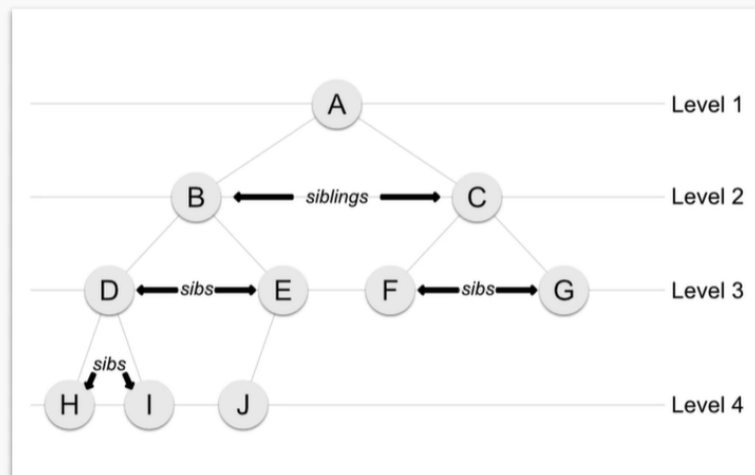 A Level 1
B siblings C Level 2
D sibs E F sibs G Level 3
sibs
H I J Level 4